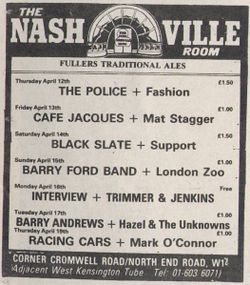 THE
NASHVILLE
ROOM
FULLERS TRADITIONAL ALES
Thursday April 12th £1.50
THE POLICE + Fashion
Friday April 13th £1.00
CAFE JACQUES + Mat Stagger
Saturday April 14th £1.50
BLACK SLATE + Support
Sunday April 15th £1.00
BARRY FORD BAND + London Zoo
Monday April 16th Free
INTERVIEW + TRIMMER & JENKINS
Tuesday April 17th £1.00
BARRY ANDREWS + Hazel & The Unknowns
Thursday April 19th £1.00
RACING CARS + Mark O'Connor
CORNER CROMWELL ROAD/NORTH END ROAD, W1?
(Adjacent West Kensington Tube Tel: 01-603 6071)